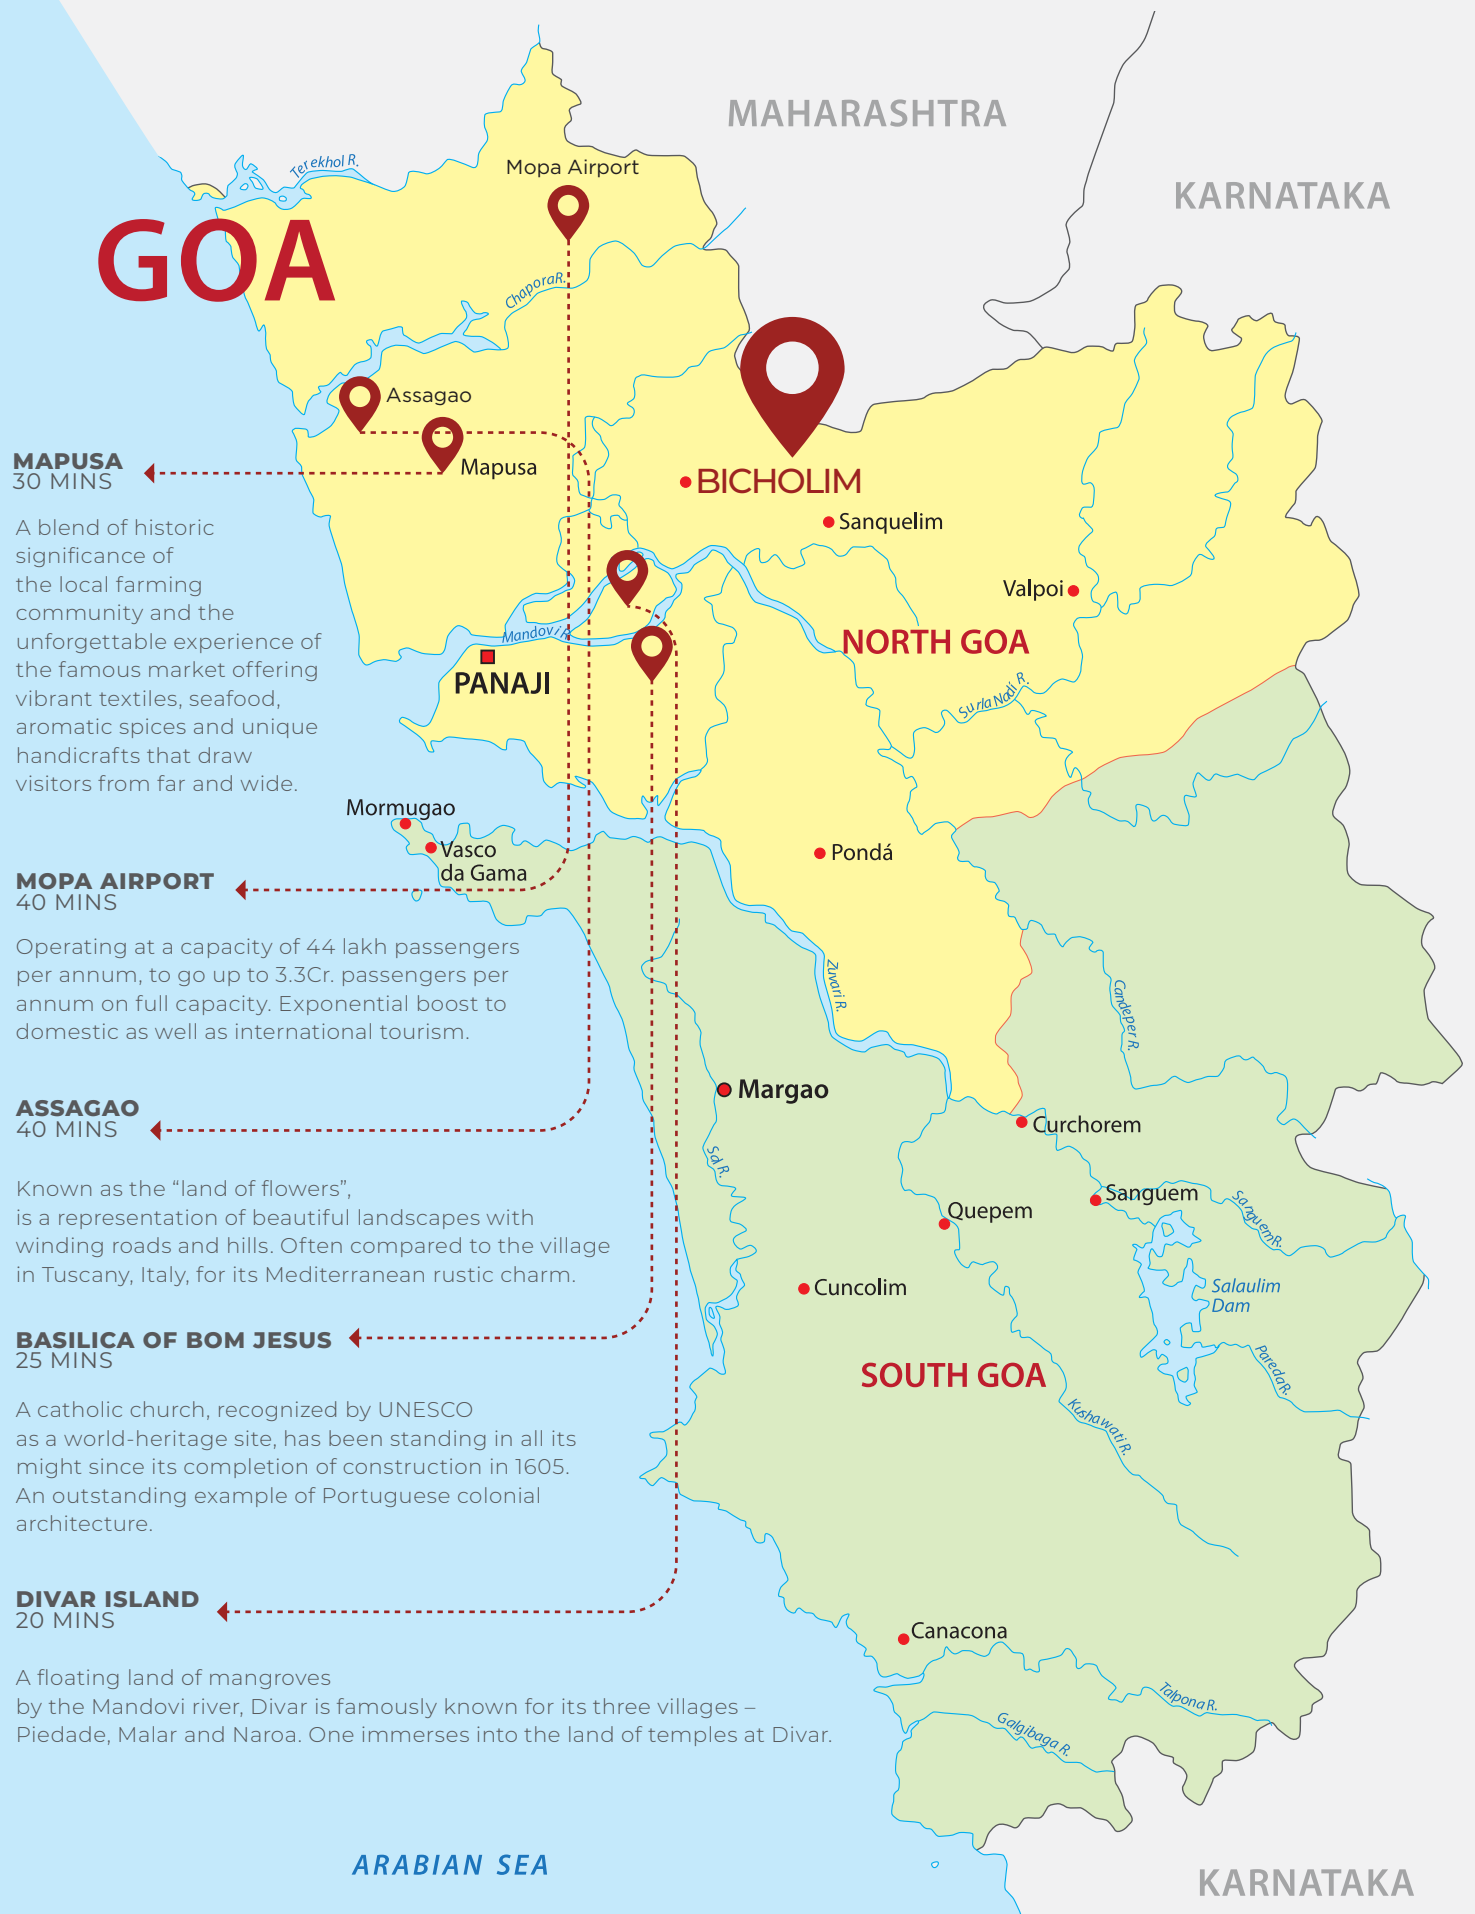 MAHARASHTRA
KARNATAKA
Terekhol R.
Mopa Airport
GOA
ChaporaR.
Assagao
Mapusa
BICHOLIM
Sanquelim
Valpoi
NORTH GOA
Mandovi R.
PANAJI
Surla Nadi R.
Mormugao
Vasco
da Gama
Pondá
Zuvari R.
Candeper R.
Margao
Curchorem
Sal R.
Sanguem
SanguemR.
Quepem
Cuncolim
Salaulim
Dam
SOUTH GOA
ParedaR.
Kushawati R.
Canacona
Talpona R.
Galgibaga R.
MAPUSA
30 MINS
A blend of historic
significance of
the local farming
community and the
unforgettable experience of
the famous market offering
vibrant textiles, seafood,
aromatic spices and unique
handicrafts that draw
visitors from far and wide.
MOPA AIRPORT
40 MINS
Operating at a capacity of 44 lakh passengers
per annum, to go up to 3.3Cr. passengers per
annum on full capacity. Exponential boost to
domestic as well as international tourism.
ASSAGAO
40 MINS
Known as the “land of flowers”,
is a representation of beautiful landscapes with
winding roads and hills. Often compared to the village
in Tuscany, Italy, for its Mediterranean rustic charm.
BASILICA OF BOM JESUS
25 MINS
A catholic church, recognized by UNESCO
as a world-heritage site, has been standing in all its
might since its completion of construction in 1605.
An outstanding example of Portuguese colonial
architecture.
DIVAR ISLAND
20 MINS
A floating land of mangroves
by the Mandovi river, Divar is famously known for its three villages –
Piedade, Malar and Naroa. One immerses into the land of temples at Divar.
ARABIAN SEA
KARNATAKA